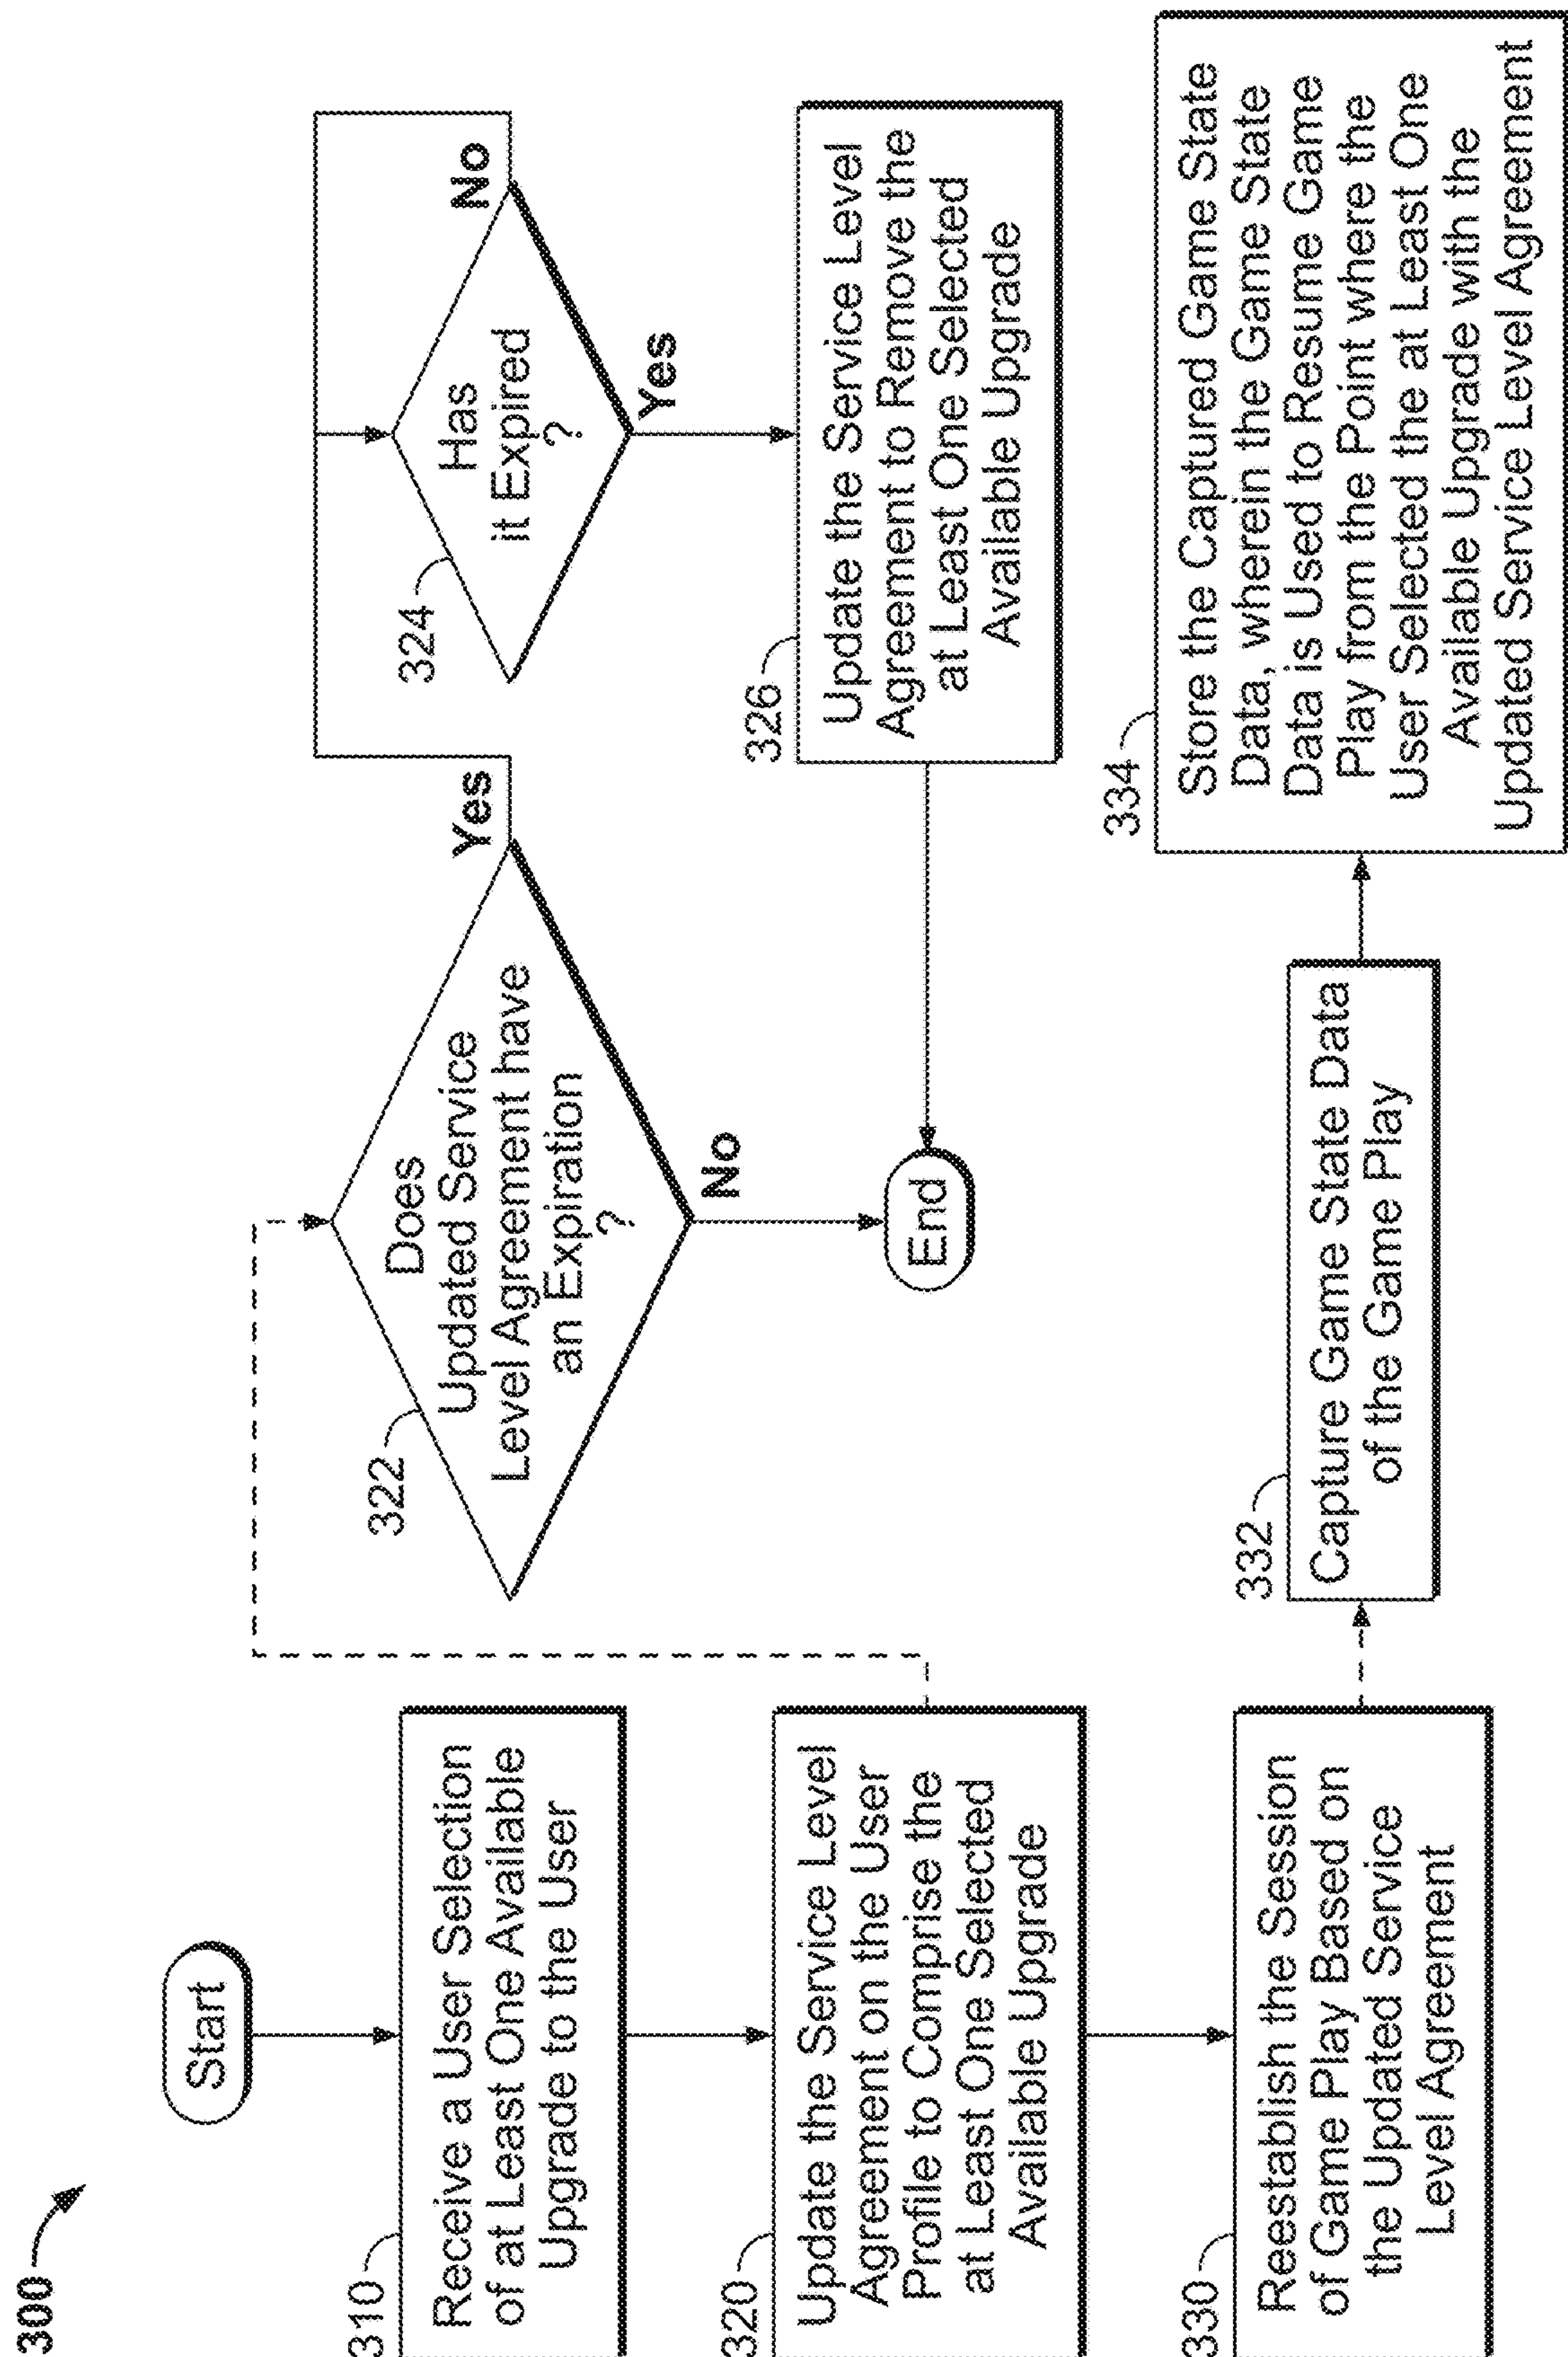 300
Start
310
Receive a User Selection
of at Least One Available
Upgrade to the User
320
Update the Service Level
Agreement on the User
Profile to Comprise the
at Least One Selected
Available Upgrade
330
Reestablish the Session
of Game Play Based on
the Updated Service
Level Agreement
322
Does
Updated Service
Level Agreement have
an Expiration
?
Yes
No
End
324
Has
it Expired
?
No
Yes
326
Update the Service Level
Agreement to Remove the
at Least One Selected
Available Upgrade
332
Capture Game State Data
of the Game Play
334
Store the Captured Game State
Data, wherein the Game State
Data is Used to Resume Game
Play from the Point where the
User Selected the at Least One
Available Upgrade with the
Updated Service Level Agreement